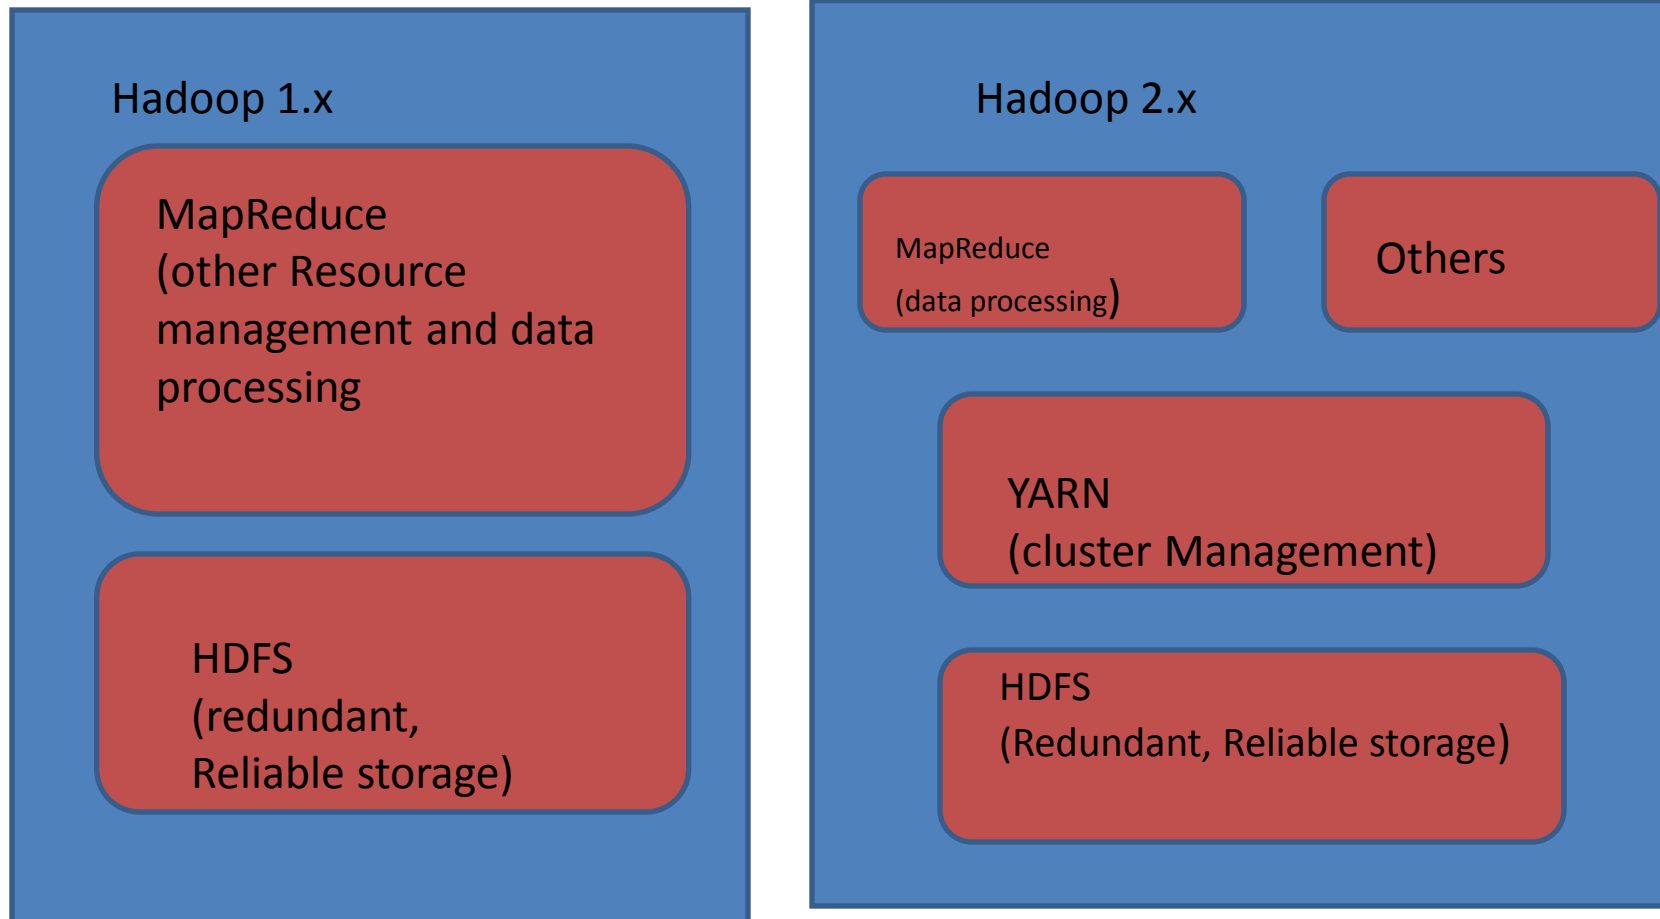 Hadoop 1.x
MapReduce
(other Resource
management and data
processing
HDFS
(redundant,
Reliable storage)
Hadoop 2.x
MapReduce
(data processing)
Others
YARN
(cluster Management)
HDFS
(Redundant, Reliable storage)